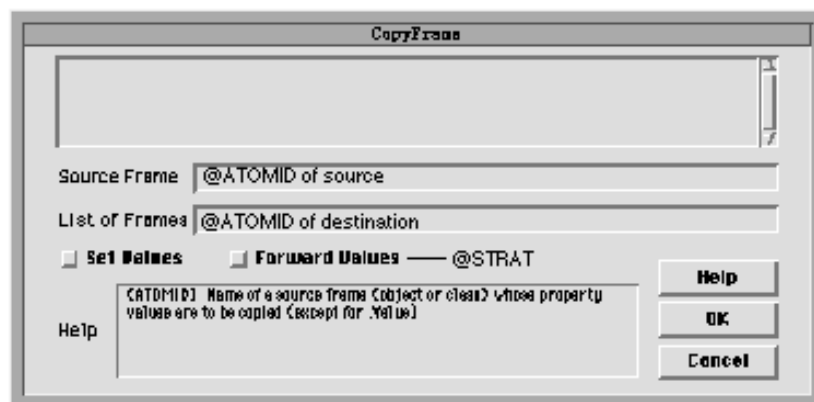 CopyFrame
Source Frame @ATOMID of source
List of Frames @ATOMID of destination
Set Values Forward Values @STRAT
Help
(ATOMID) Name of a source frame (object or class) whose property
values are to be copied (except for .Value)
Help
OK
Cancel